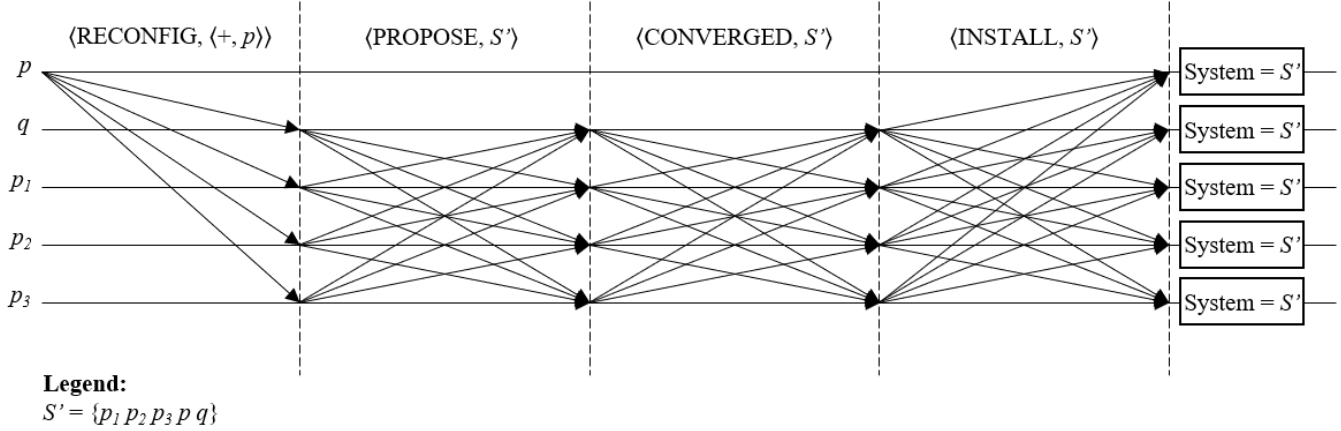 ⟨RECONFIG, ⟨+, p⟩⟩ ⟨PROPOSE, S’⟩ ⟨CONVERGED, S’⟩ ⟨INSTALL, S’⟩
p System = S’
q System = S’
p1 System = S’
p2 System = S’
p3 System = S’
Legend:
S’ = {p1 p2 p3 p q}